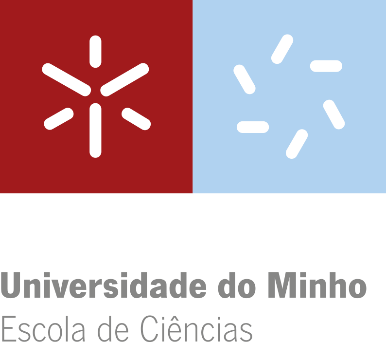 Universidade do Minho
Escola de Ciências